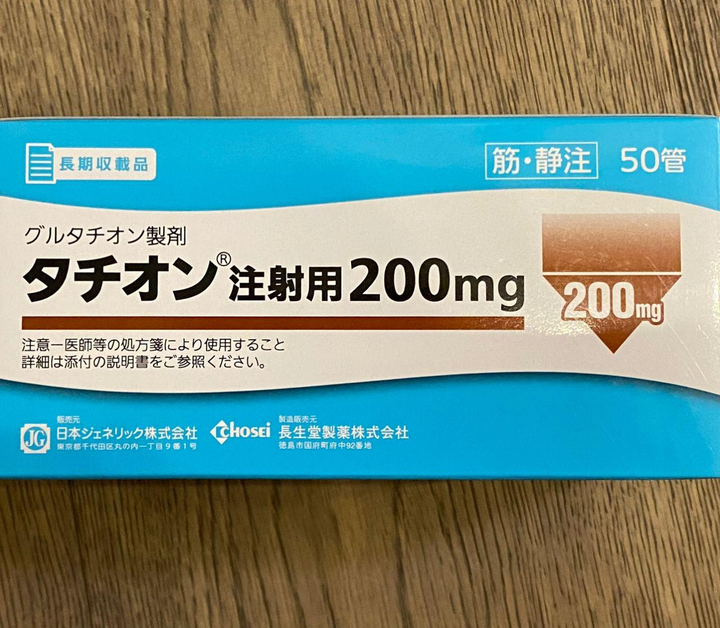 長期収載品
筋・静注 50管
グルタチオン製剤
タチオン®注射用200mg
200mg
注意－医師等の処方箋により使用すること
詳細は添付の説明書をご参照ください。
販売元
JG 日本ジェネリック株式会社
東京都千代田区丸の内一丁目9番1号
製造販売元
CHOSEI 長生堂製薬株式会社
徳島市国府町府中92番地